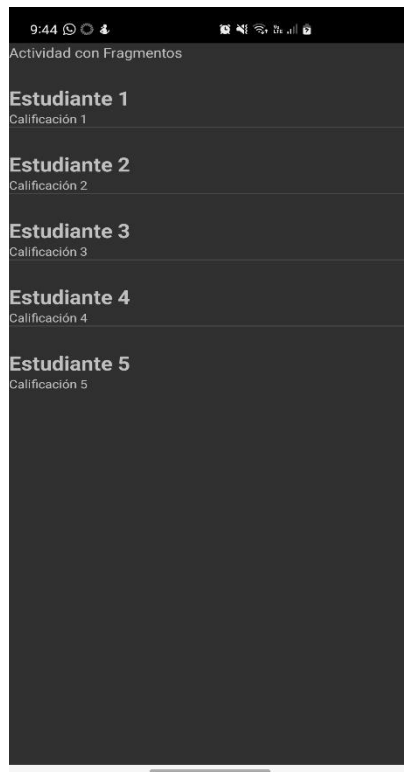 9:44
Actividad con Fragmentos
Estudiante 1
Calificación 1
Estudiante 2
Calificación 2
Estudiante 3
Calificación 3
Estudiante 4
Calificación 4
Estudiante 5
Calificación 5